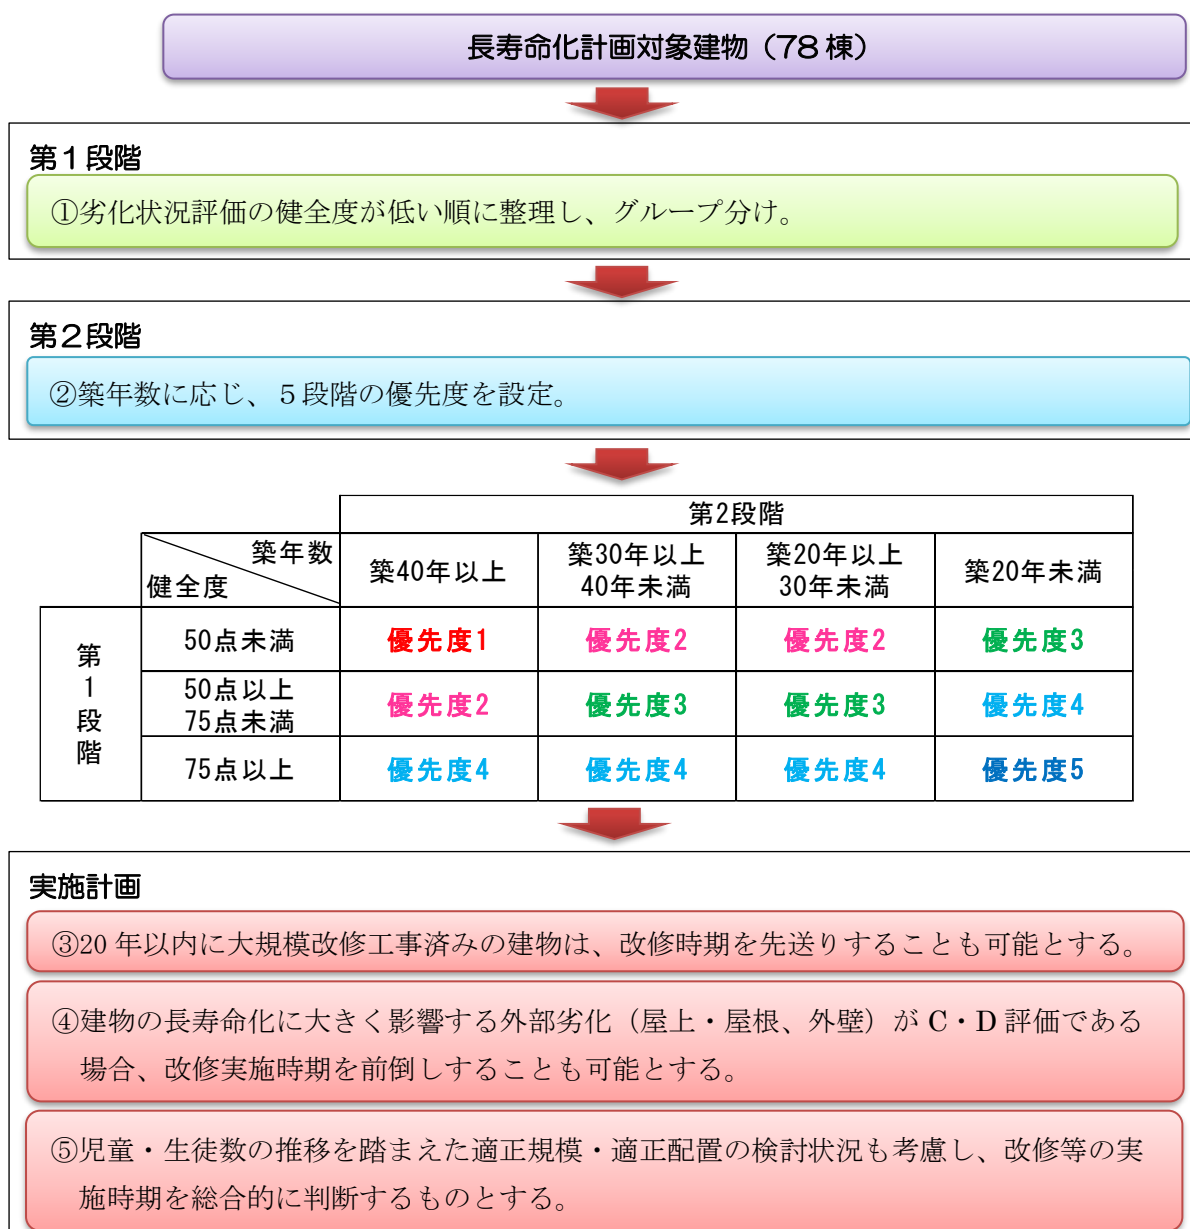 長寿命化計画対象建物（78棟）
第１段階
①劣化状況評価の健全度が低い順に整理し、グループ分け。
第２段階
②築年数に応じ、５段階の優先度を設定。
第2段階
築年数
健全度
築40年以上
築30年以上
40年未満
築20年以上
30年未満
築20年未満
第1段階
50点未満
優先度1
優先度2
優先度2
優先度3
50点以上
75点未満
優先度2
優先度3
優先度3
優先度4
75点以上
優先度4
優先度4
優先度4
優先度5
実施計画
③20 年以内に大規模改修工事済みの建物は、改修時期を先送りすることも可能とする。
④建物の長寿命化に大きく影響する外部劣化（屋上・屋根、外壁）が C・D 評価である
場合、改修実施時期を前倒しすることも可能とする。
⑤児童・生徒数の推移を踏まえた適正規模・適正配置の検討状況も考慮し、改修等の実
施時期を総合的に判断するものとする。